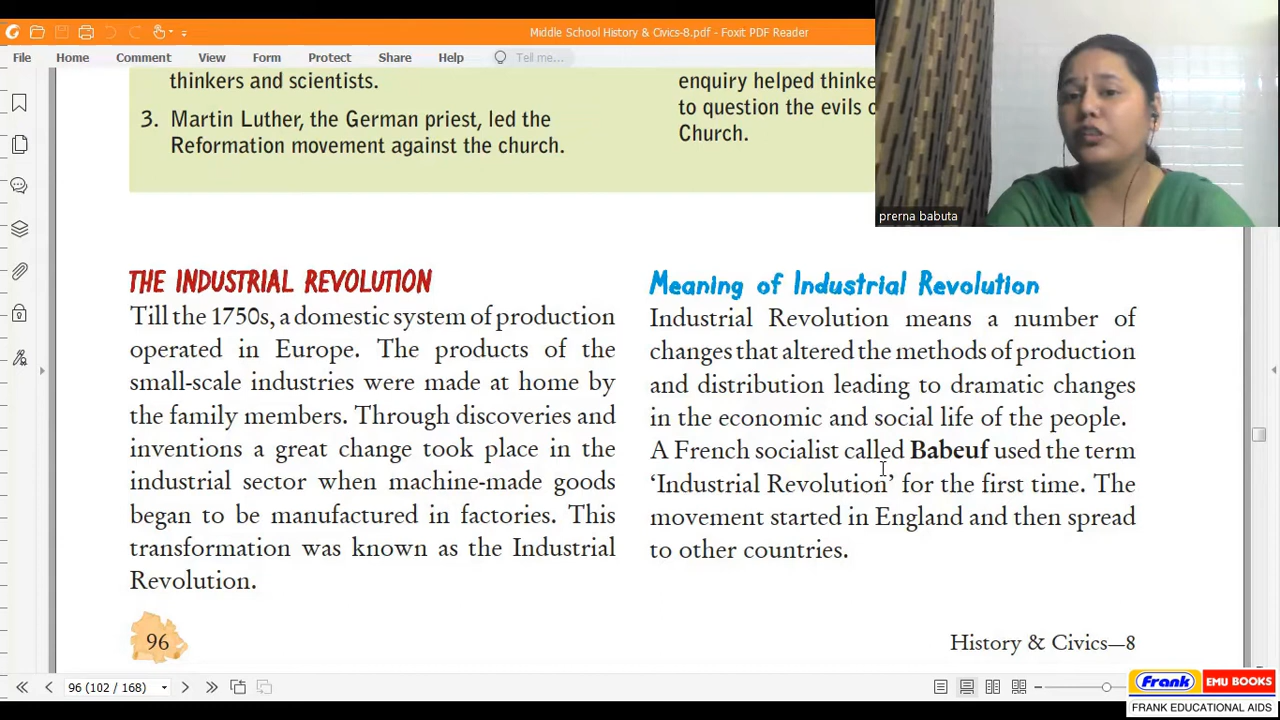 Middle School History & Civics-8.pdf - Foxit PDF Reader
File Home Comment View Form Protect Share Help Tell me...
prerna babuta
thinkers and scientists.
3. Martin Luther, the German priest, led the
Reformation movement against the church.
enquiry helped thinke
to question the evils o
Church.
THE INDUSTRIAL REVOLUTION
Till the 1750s, a domestic system of production
operated in Europe. The products of the
small-scale industries were made at home by
the family members. Through discoveries and
inventions a great change took place in the
industrial sector when machine-made goods
began to be manufactured in factories. This
transformation was known as the Industrial
Revolution.
Meaning of Industrial Revolution
Industrial Revolution means a number of
changes that altered the methods of production
and distribution leading to dramatic changes
in the economic and social life of the people.
A French socialist called Babeuf used the term
‘Industrial Revolution’ for the first time. The
movement started in England and then spread
to other countries.
96
History & Civics—8
96 (102 / 168)
Frank EMU BOOKS
FRANK EDUCATIONAL AIDS